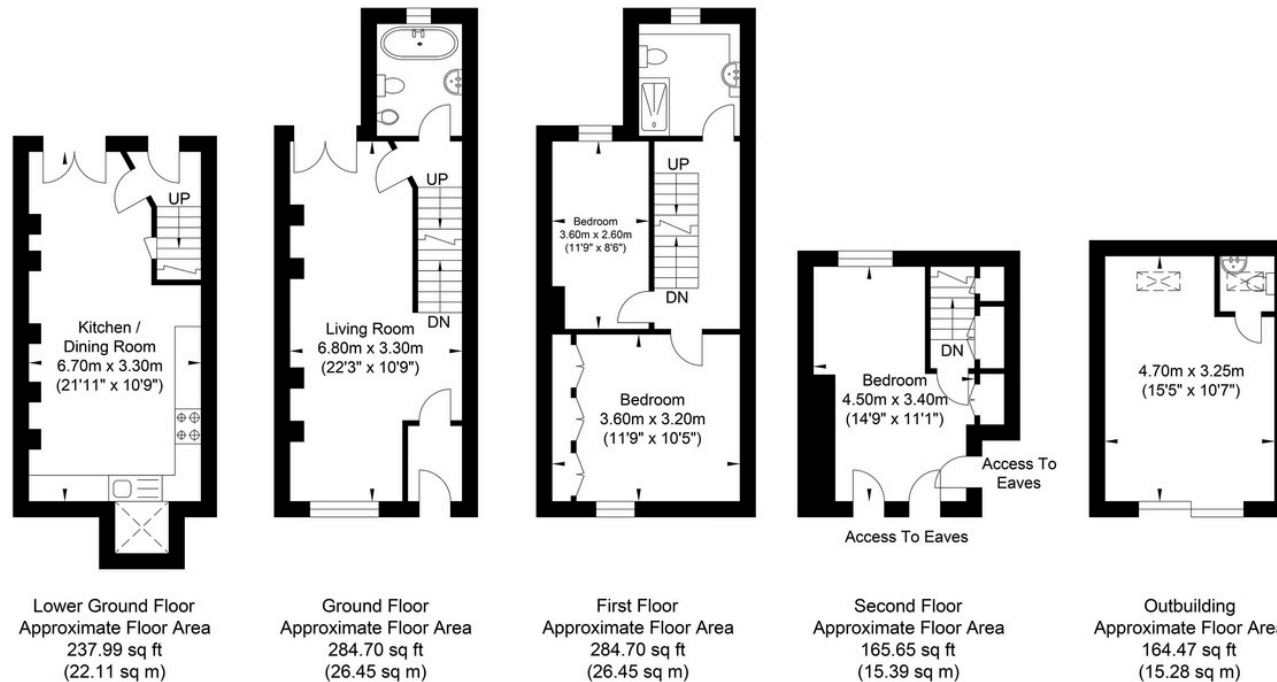 UP
Kitchen /
Dining Room
6.70m x 3.30m
(21'11" x 10'9")
Lower Ground Floor
Approximate Floor Area
237.99 sq ft
(22.11 sq m)
UP
DN
Living Room
6.80m x 3.30m
(22'3" x 10'9")
Ground Floor
Approximate Floor Area
284.70 sq ft
(26.45 sq m)
UP
Bedroom
3.60m x 2.60m
(11'9" x 8'6")
DN
Bedroom
3.60m x 3.20m
(11'9" x 10'5")
First Floor
Approximate Floor Area
284.70 sq ft
(26.45 sq m)
DN
Bedroom
4.50m x 3.40m
(14'9" x 11'1")
Access To
Eaves
Access To Eaves
Second Floor
Approximate Floor Area
165.65 sq ft
(15.39 sq m)
4.70m x 3.25m
(15'5" x 10'7")
Outbuilding
Approximate Floor Area
164.47 sq ft
(15.28 sq m)